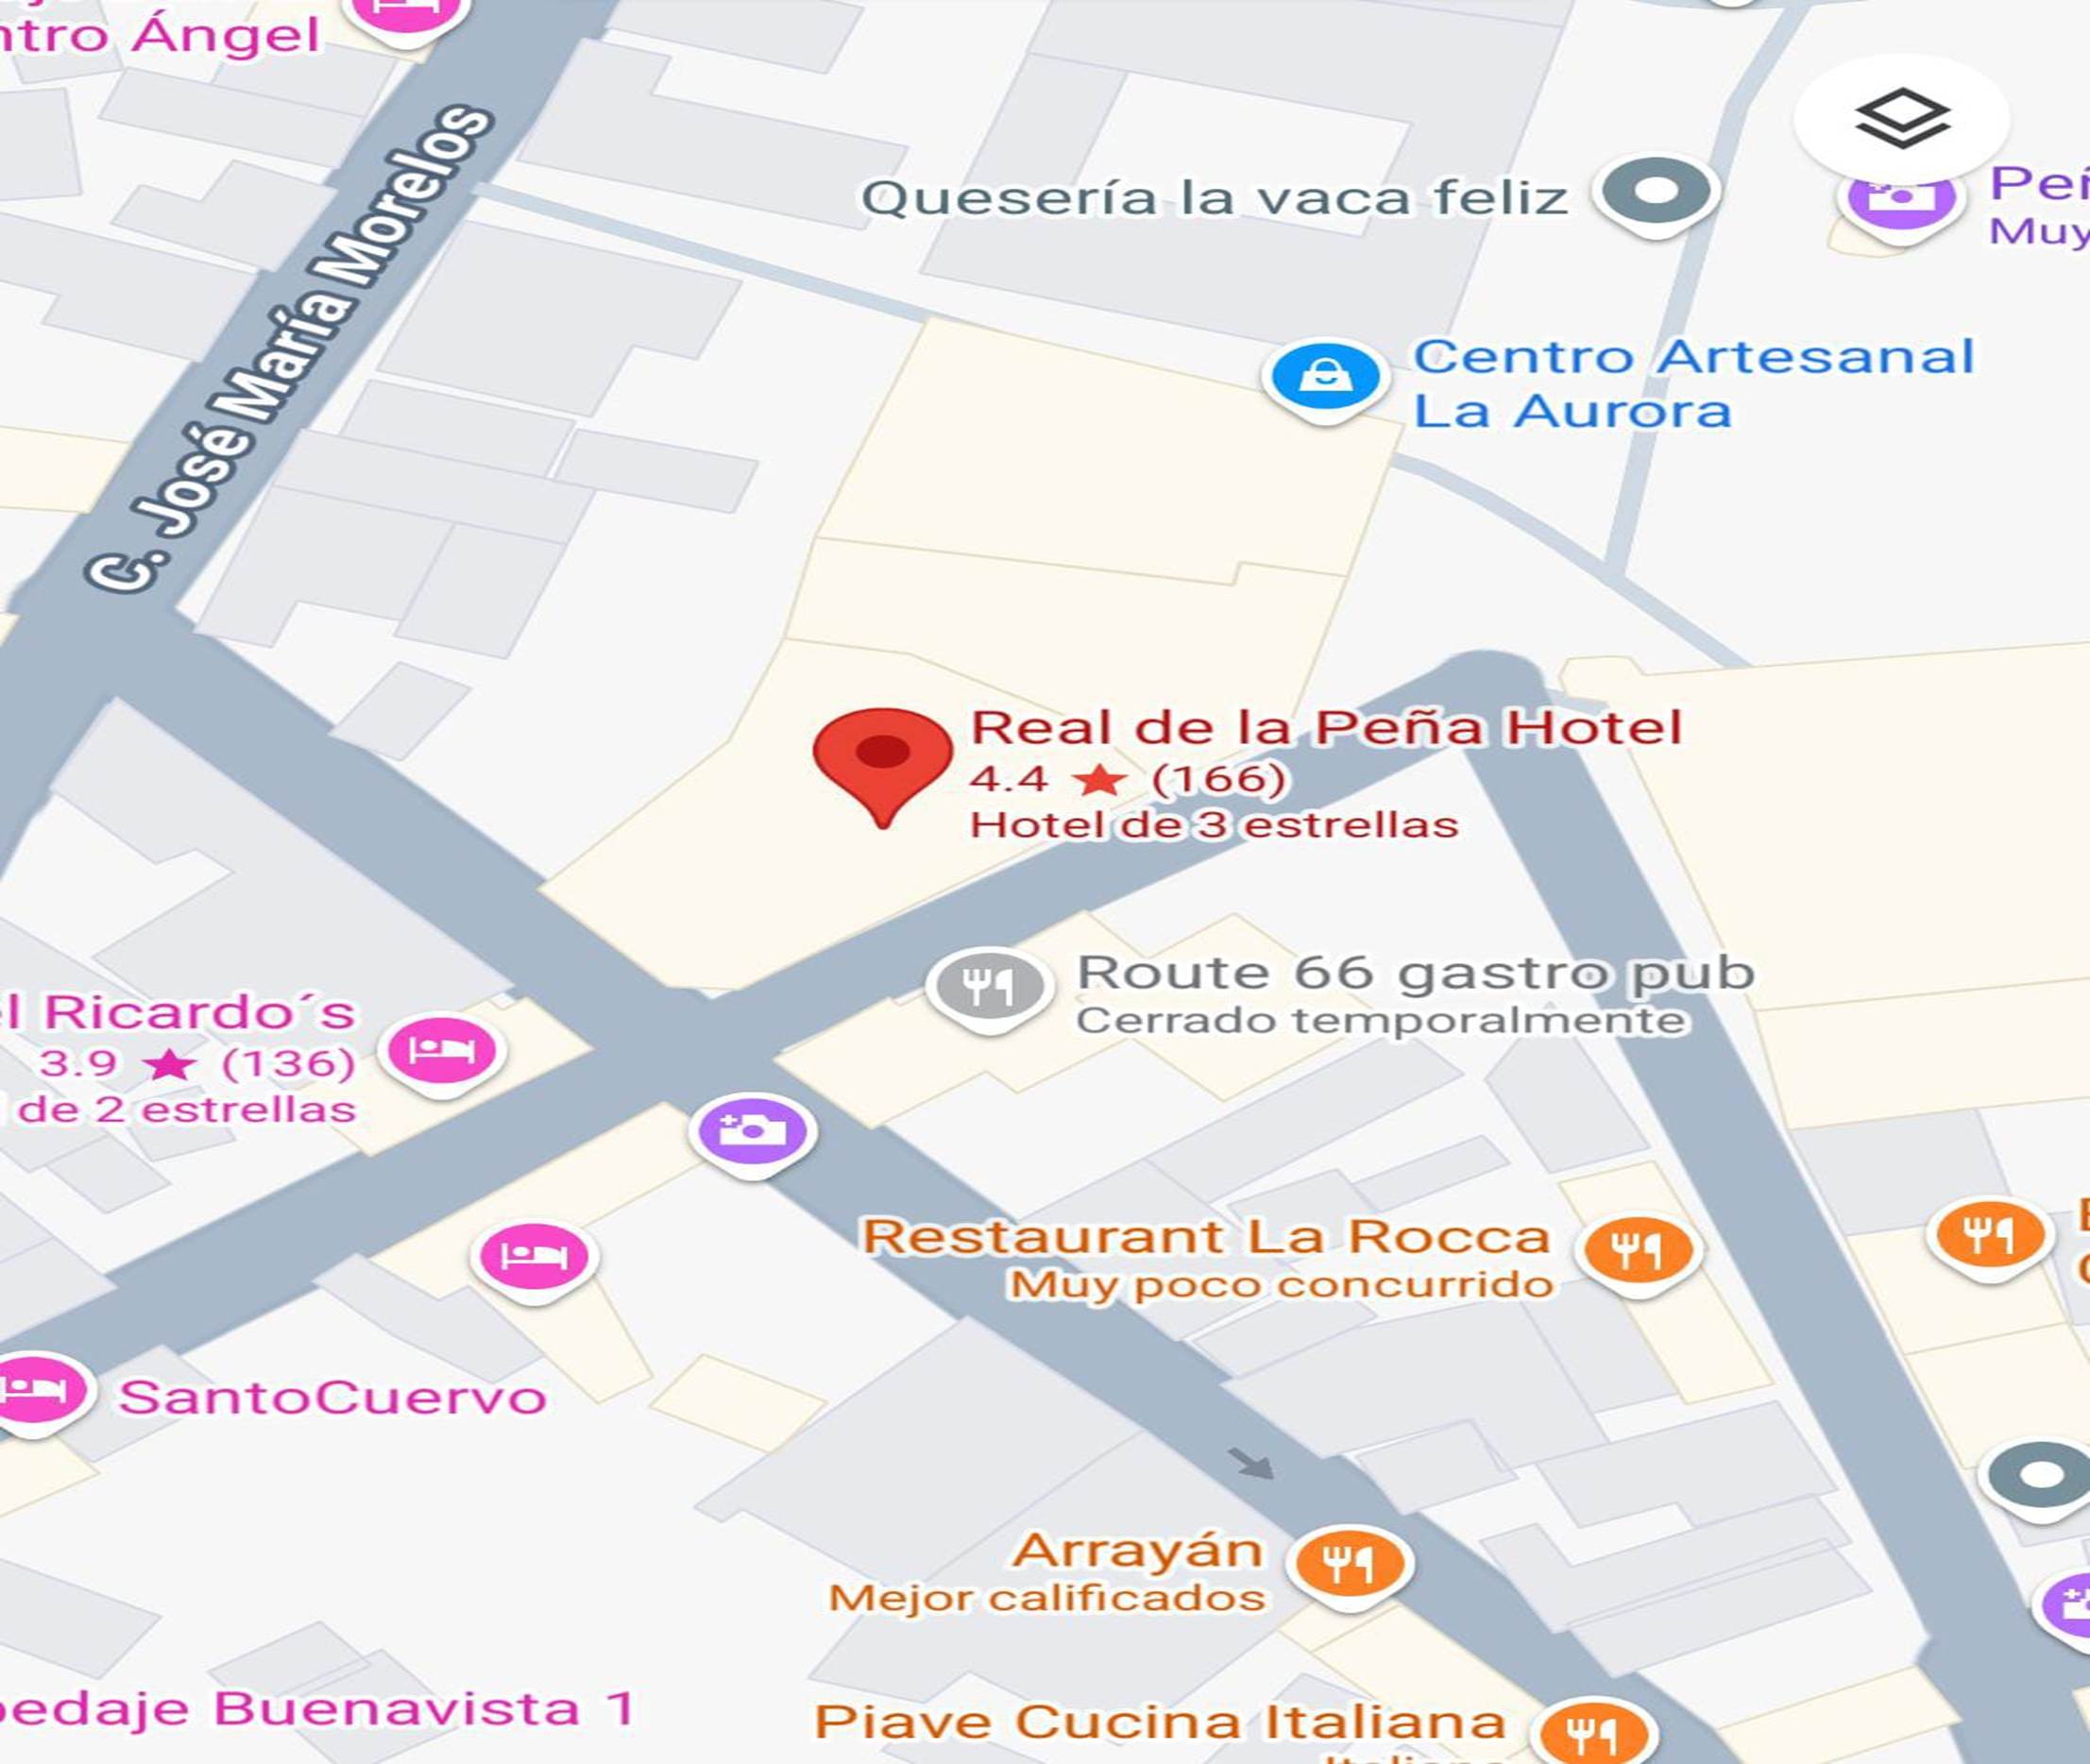 ntro Ángel
C. José María Morelos
Quesería la vaca feliz
Peñ
Muy
Centro Artesanal
La Aurora
Real de la Peña Hotel
4.4 ★ (166)
Hotel de 3 estrellas
Route 66 gastro pub
Cerrado temporalmente
el Ricardo´s
3.9 ★ (136)
de 2 estrellas
Restaurant La Rocca
Muy poco concurrido
SantoCuervo
Arrayán
Mejor calificados
pedaje Buenavista 1
Piave Cucina Italiana
Italiana